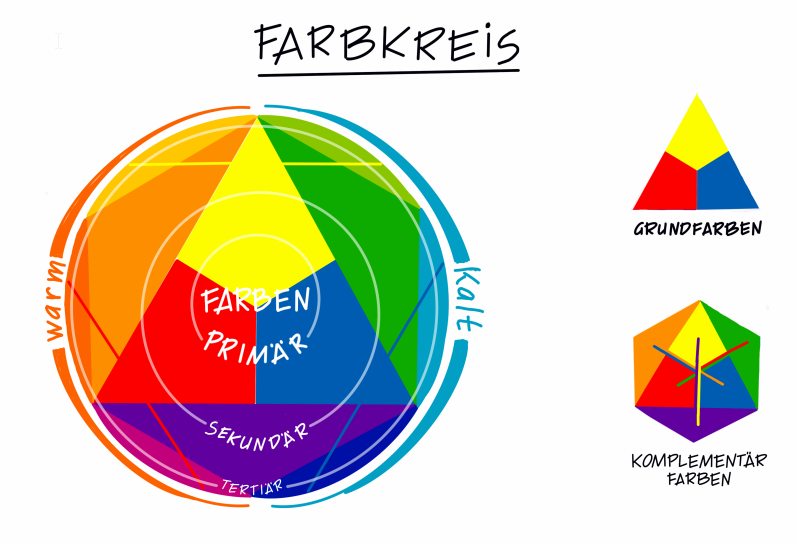 FARBKREiS
warm
Kalt
FARBEN
PRIMÄR
SEKUNDÄR
TERTIÄR
GRUNDFARBEN
KOMPLEMENTÄR
FARBEN